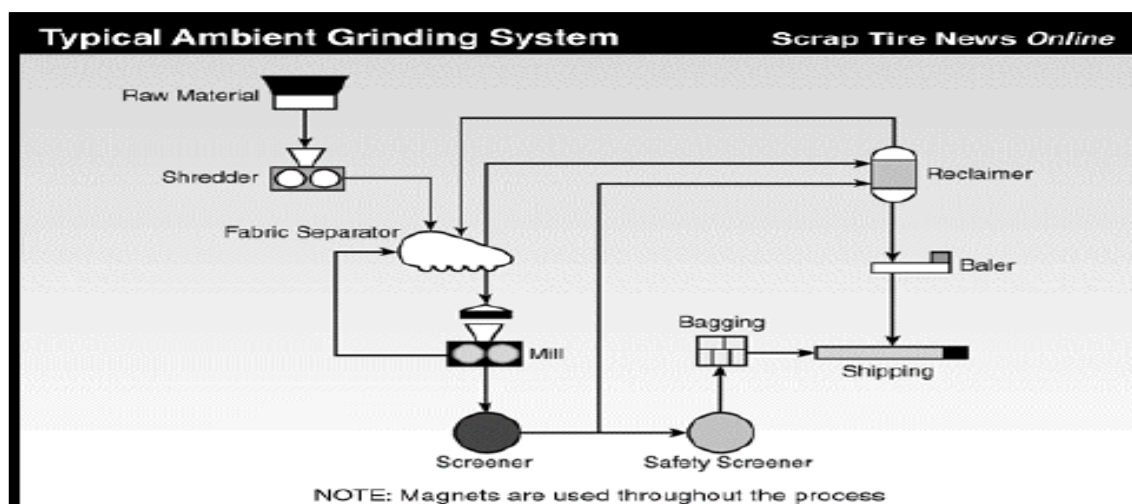 Typical Ambient Grinding System
Scrap Tire News Online
Raw Material
Shredder
Reclaimer
Fabric Separator
Baler
Bagging
Mill
Shipping
Screener
Safety Screener
NOTE: Magnets are used throughout the process